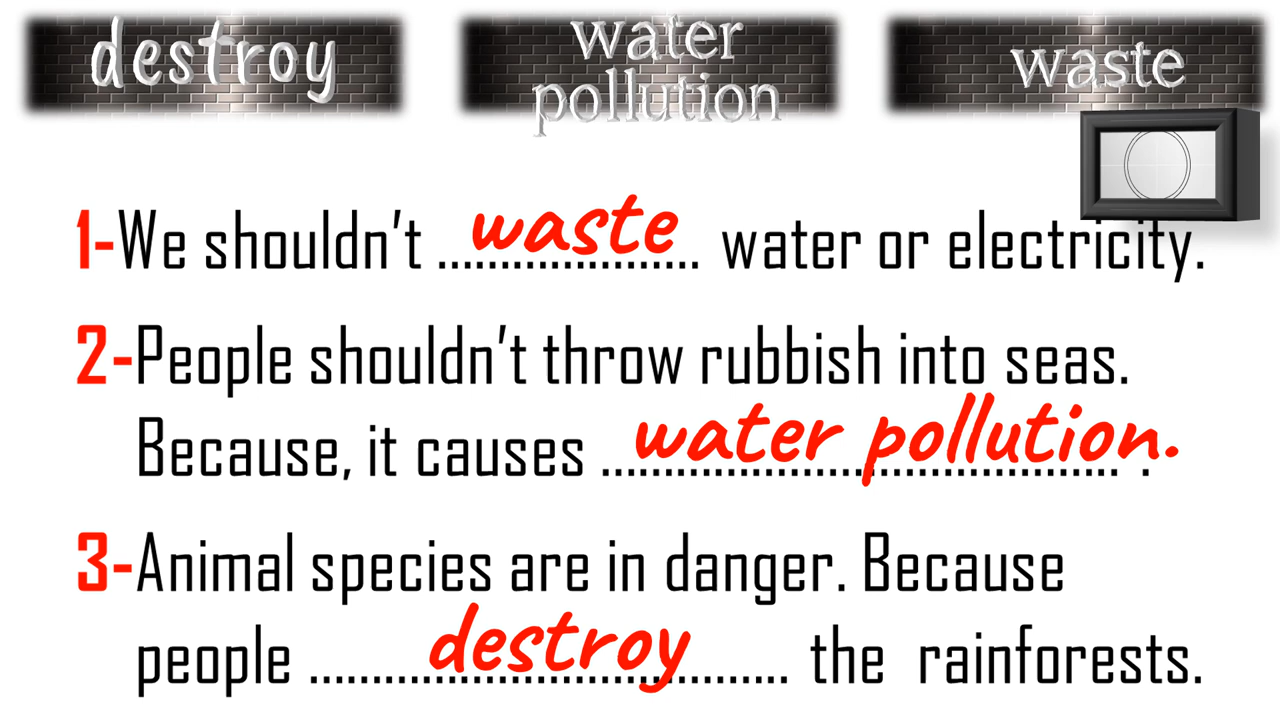 destroy
water
pollution
waste
1-We shouldn't ..................... waste water or electricity.
2-People shouldn't throw rubbish into seas.
Because, it causes water pollution. .......................................... .
3-Animal species are in danger. Because
people destroy ...................................... the rainforests.